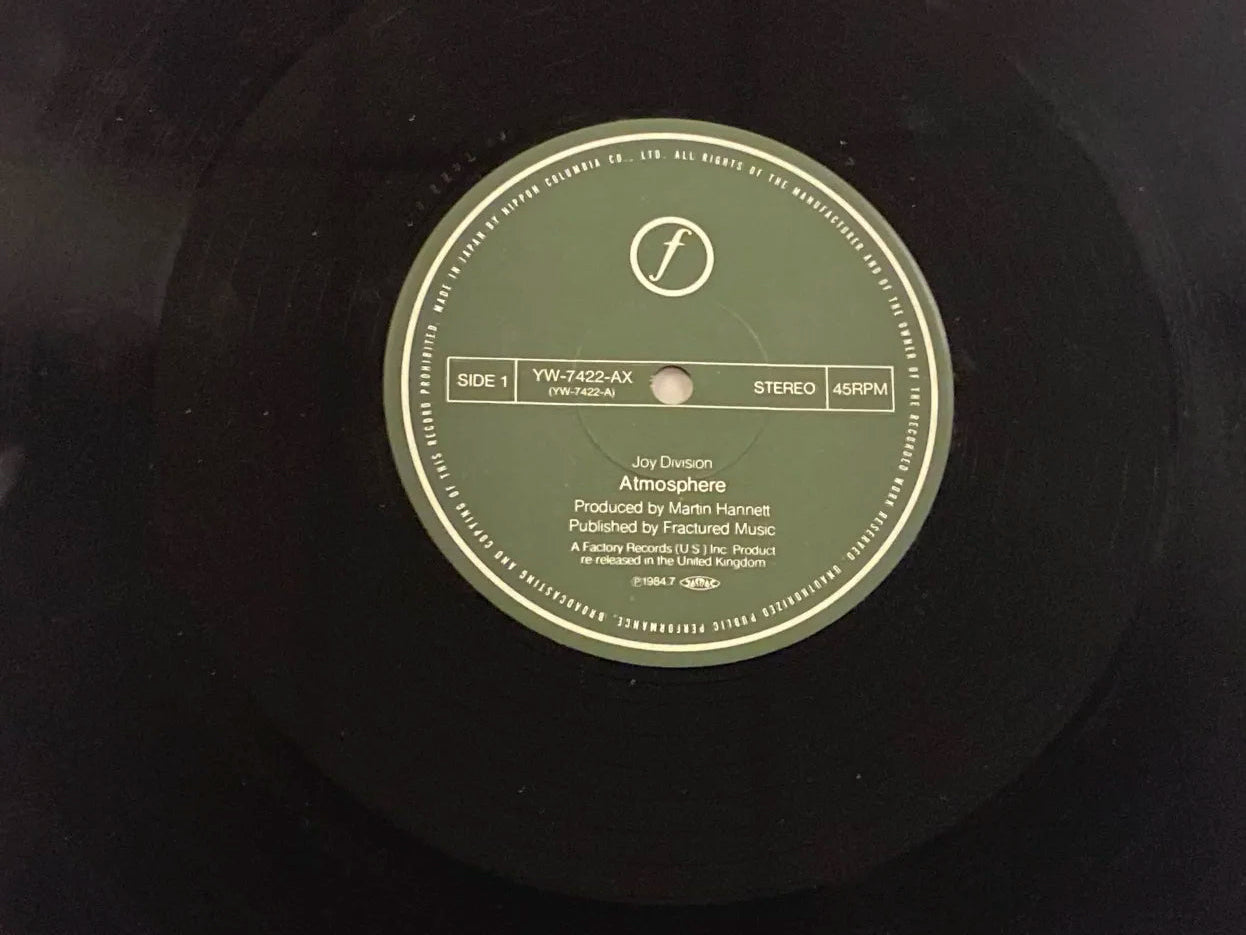 MADE IN JAPAN BY NIPPON COLUMBIA CO., LTD. ALL RIGHTS OF THE MANUFACTURER AND OF THE OWNER OF THE RECORDED WORK RESERVED. UNAUTHORIZED PUBLIC PERFORMANCE, BROADCASTING AND COPYING OF THIS RECORD PROHIBITED.
f
SIDE 1 YW-7422-AX STEREO 45RPM
(YW-7422-A)
Joy Division
Atmosphere
Produced by Martin Hannett
Published by Fractured Music
A Factory Records (U S ) Inc Product
re-released in the United Kingdom
Ⓟ1984.7 JASRAC